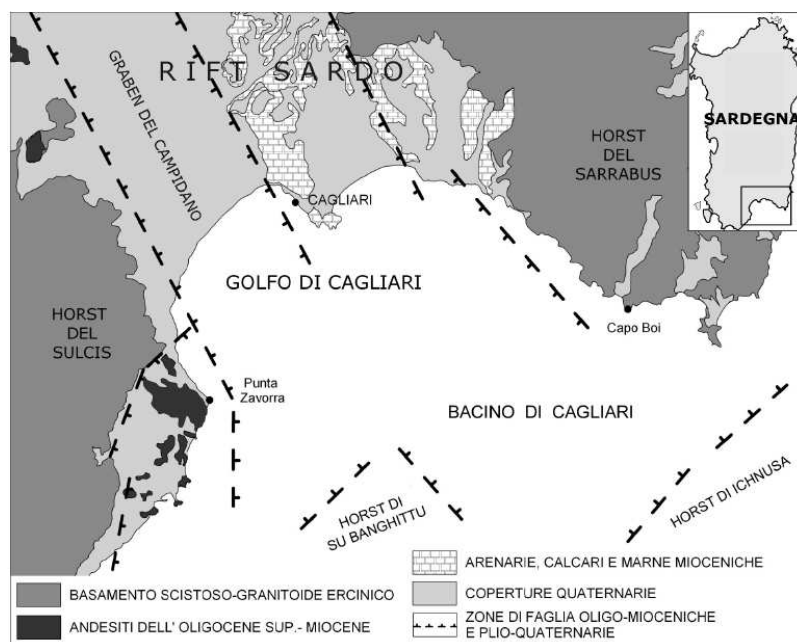 RIFT SARDO
GRABEN DEL CAMPIDANO
SARDEGNA
HORST
DEL
SARRABUS
CAGLIARI
GOLFO DI CAGLIARI
HORST
DEL
SULCIS
Capo Boi
Punta
Zavorra
BACINO DI CAGLIARI
HORST DI
SU BANGHITTU
HORST DI ICHNUSA
BASAMENTO SCISTOSO-GRANITOIDE ERCINICO
ANDESITI DELL' OLIGOCENE SUP.- MIOCENE
ARENARIE, CALCARI E MARNE MIOCENICHE
COPERTURE QUATERNARIE
ZONE DI FAGLIA OLIGO-MIOCENICHE
E PLIO-QUATERNARIE